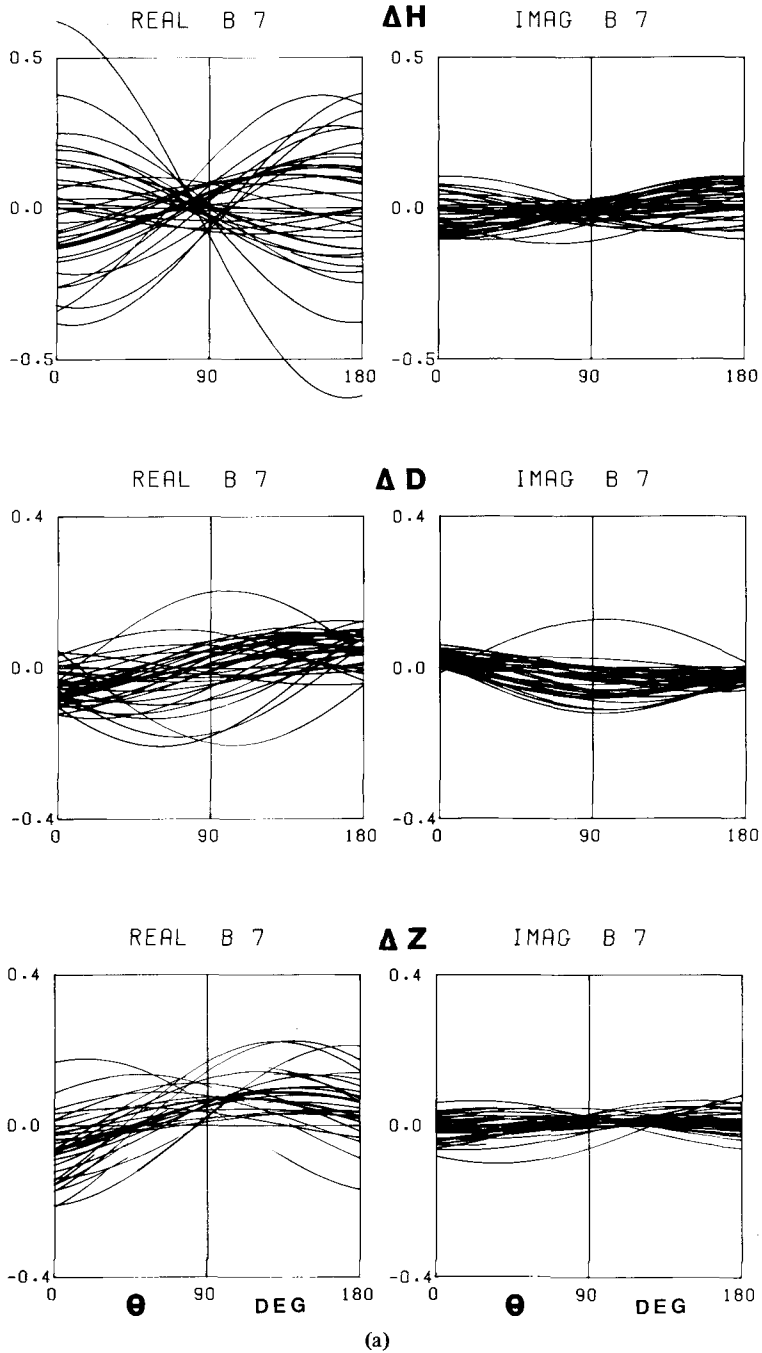 REAL B 7 ΔH IMAG B 7
0.5 0.5
0.0 0.0
-0.5 -0.5
0 90 180 0 90 180
REAL B 7 ΔD IMAG B 7
0.4 0.4
0.0 0.0
-0.4 -0.4
0 90 180 0 90 180
REAL B 7 ΔZ IMAG B 7
0.4 0.4
0.0 0.0
-0.4 -0.4
0 90 180 0 90 180
θ DEG θ DEG
(a)